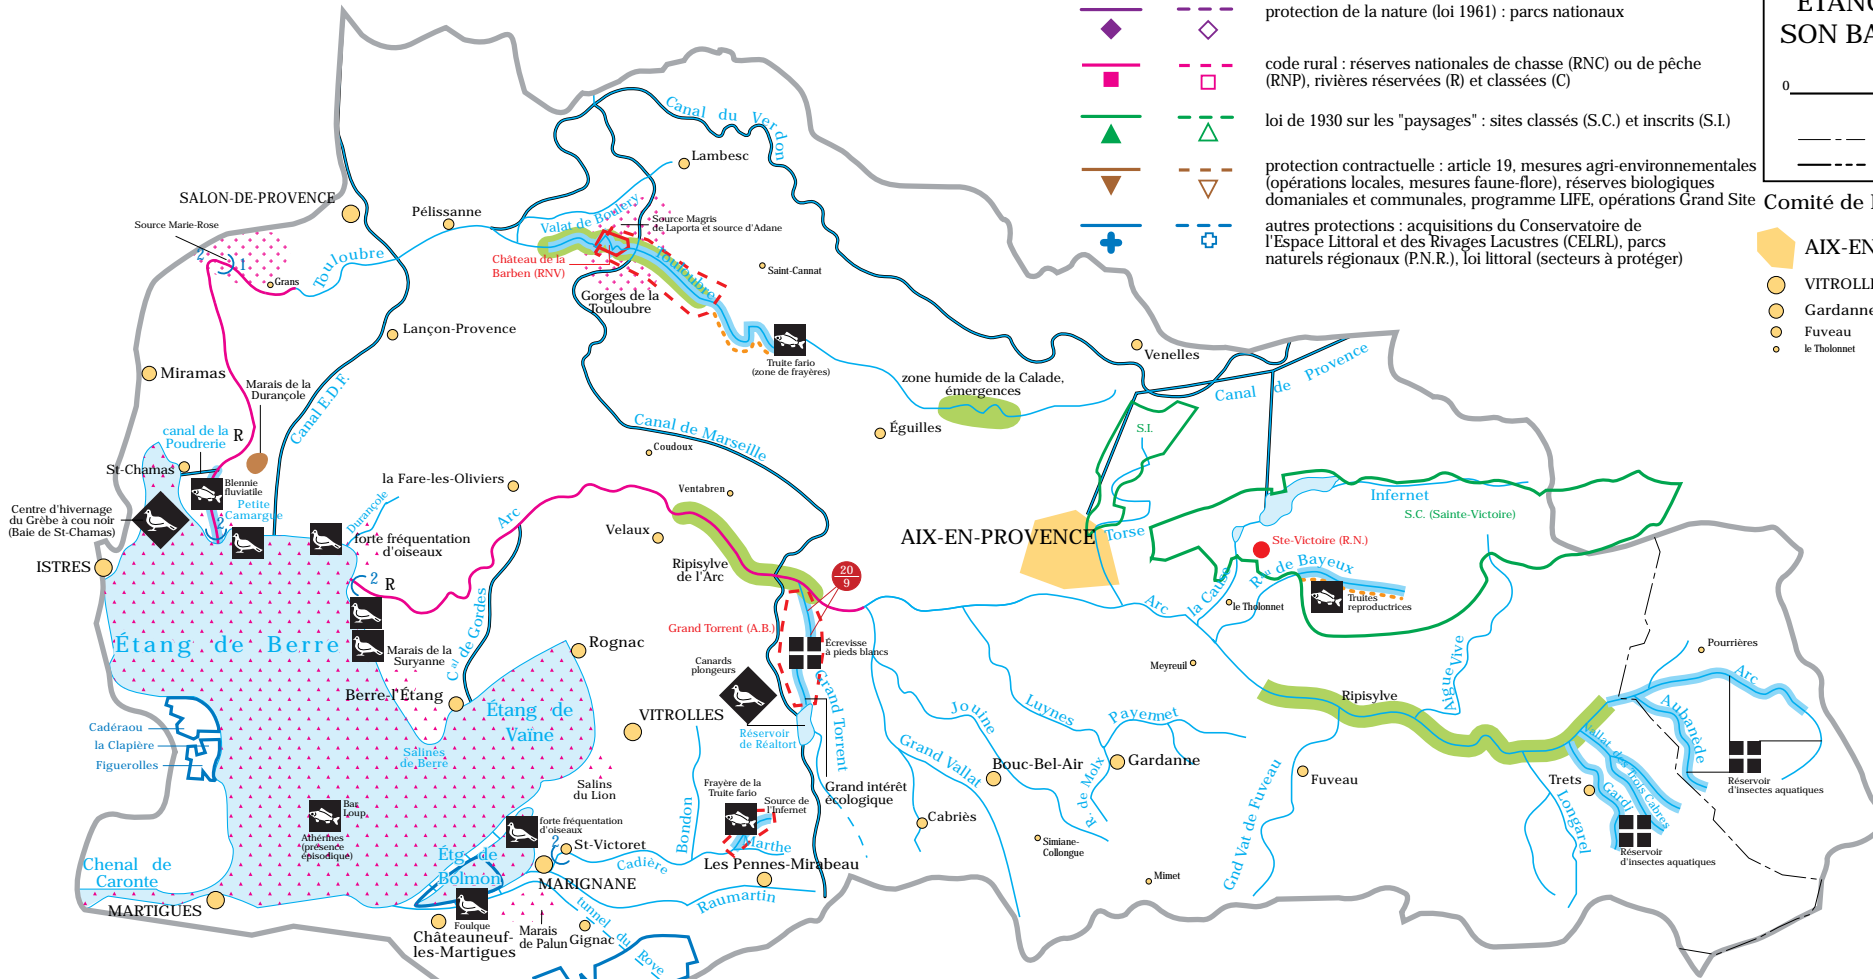 protection de la nature (loi 1961) : parcs nationaux
code rural : réserves nationales de chasse (RNC) ou de pêche
(RNP), rivières réservées (R) et classées (C)
loi de 1930 sur les "paysages" : sites classés (S.C.) et inscrits (S.I.)
protection contractuelle : article 19, mesures agri-environnementales
(opérations locales, mesures faune-flore), réserves biologiques
domaniales et communales, programme LIFE, opérations Grand Site
autres protections : acquisitions du Conservatoire de
l'Espace Littoral et des Rivages Lacustres (CELRL), parcs
naturels régionaux (P.N.R.), loi littoral (secteurs à protéger)
SON BA
0
Comité de
AIX-EN
VITROLL
Gardanne
Fuveau
le Tholonnet
Canal du Verdon
Lambesc
SALON-DE-PROVENCE
Source Marie-Rose
Pélissanne
Valat de Boulery
Source Magris
de Laporta et source d'Adane
Touloubre
2
1
Grans
Château de la
Barben (RNV)
Touloubre
Saint-Cannat
Gorges de la
Touloubre
Lançon-Provence
Truite fario
(zone de frayères)
Venelles
Canal de Provence
Miramas
Marais de la
Durançole
Canal E.D.F.
zone humide de la Calade,
émergences
Éguilles
S.I.
canal de la
Poudrerie
R
St-Chamas
Canal de Marseille
Coudoux
Blennie
fluviatile
la Fare-les-Oliviers
Ventabren
Infernet
S.C. (Sainte-Victoire)
Centre d'hivernage
du Grèbe à cou noir
(Baie de St-Chamas)
Petite
Camargue
2
Durançole
Arc
Velaux
forte fréquentation
d'oiseaux
AIX-EN-PROVENCE
Torse
Ste-Victoire (R.N.)
ISTRES
Ripisylve
de l'Arc
20
9
2
R
R.au de Bayeux
la Cause
Arc
le Tholonnet
Truites
reproductrices
Grand Torrent (A.B.)
Écrevisse
à pieds blancs
Étang de Berre
Marais de la
Suryanne
C.al de Gordes
Rognac
Canards
plongeurs
Meyreuil
Pourrières
Berre-l'Étang
Étang de
Vaïne
VITROLLES
Grand Torrent
Réservoir
de Réaltort
Jouine
Luynes
Payennet
Ripisylve
Aigue Vive
Arc
Aubanède
Cadéraou
la Clapière
Figuerolles
Salines
de Berre
Grand Vallat
Bouc-Bel-Air
R. de Molx
Gardanne
Gnd Vat de Fuveau
Fuveau
Trets
Vallat des Trois Cabres
Gardi
Longarel
Réservoir
d'insectes aquatiques
Salins
du Lion
Bondon
Frayère de la
Truite fario
Source de
l'Infernet
Grand intérêt
écologique
Cabriès
Bar,
Loup
Athérines
(présence
épisodique)
forte fréquentation
d'oiseaux
2
St-Victoret
Cadière
Marthe
Simiane-
Collongue
Réservoir
d'insectes aquatiques
Chenal de
Caronte
Étg de
Bolmon
MARIGNANE
Les Pennes-Mirabeau
Mimet
MARTIGUES
Raumartin
Foulque
Châteauneuf-
les-Martigues
Marais
de Palun
Gignac
tunnel du Rove